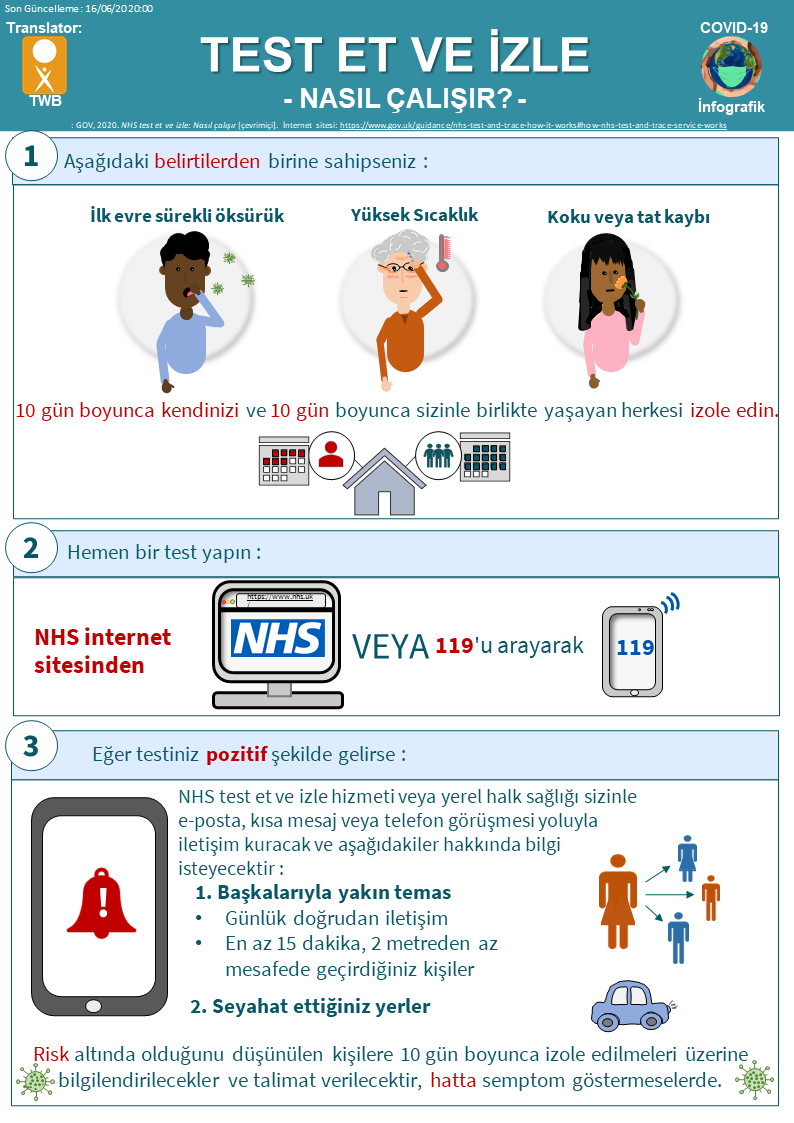 Son Güncelleme : 16/06/2020:00
Translator:
TWB
TEST ET VE İZLE
- NASIL ÇALIŞIR? -
COVID-19
İnfografik
: GOV, 2020. NHS test et ve izle: Nasıl çalışır [çevrimiçi]. İnternet sitesi: https://www.gov.uk/guidance/nhs-test-and-trace-how-it-works#how-nhs-test-and-trace-service-works
1 Aşağıdaki belirtilerden birine sahipseniz :
İlk evre sürekli öksürük
Yüksek Sıcaklık
Koku veya tat kaybı
10 gün boyunca kendinizi ve 10 gün boyunca sizinle birlikte yaşayan herkesi izole edin.
2 Hemen bir test yapın :
NHS internet
sitesinden
https://www.nhs.uk
/
NHS
VEYA 119'u arayarak
119
3 Eğer testiniz pozitif şekilde gelirse :
NHS test et ve izle hizmeti veya yerel halk sağlığı sizinle
e-posta, kısa mesaj veya telefon görüşmesi yoluyla
iletişim kuracak ve aşağıdakiler hakkında bilgi
isteyecektir :
1. Başkalarıyla yakın temas
• Günlük doğrudan iletişim
• En az 15 dakika, 2 metreden az
mesafede geçirdiğiniz kişiler
2. Seyahat ettiğiniz yerler
!
Risk altında olduğunu düşünülen kişilere 10 gün boyunca izole edilmeleri üzerine
bilgilendirilecekler ve talimat verilecektir, hatta semptom göstermeselerde.